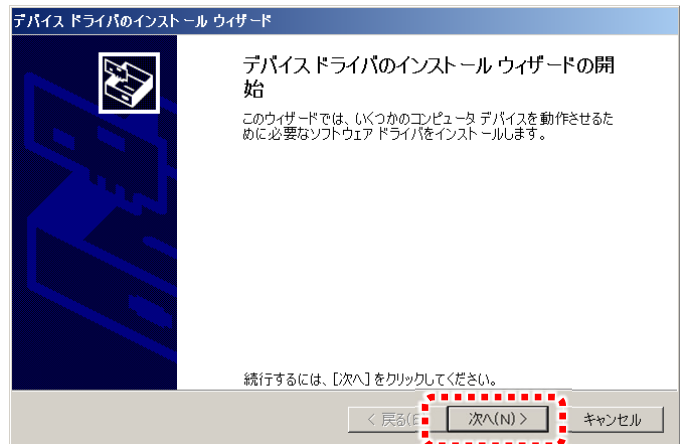 デバイス ドライバのインストール ウィザード
デバイス ドライバのインストール ウィザードの開
始
このウィザードでは、いくつかのコンピュータ デバイスを動作させるた
めに必要なソフトウェア ドライバをインストールします。
続行するには、[次へ] をクリックしてください。
< 戻る(B 次へ(N) > キャンセル